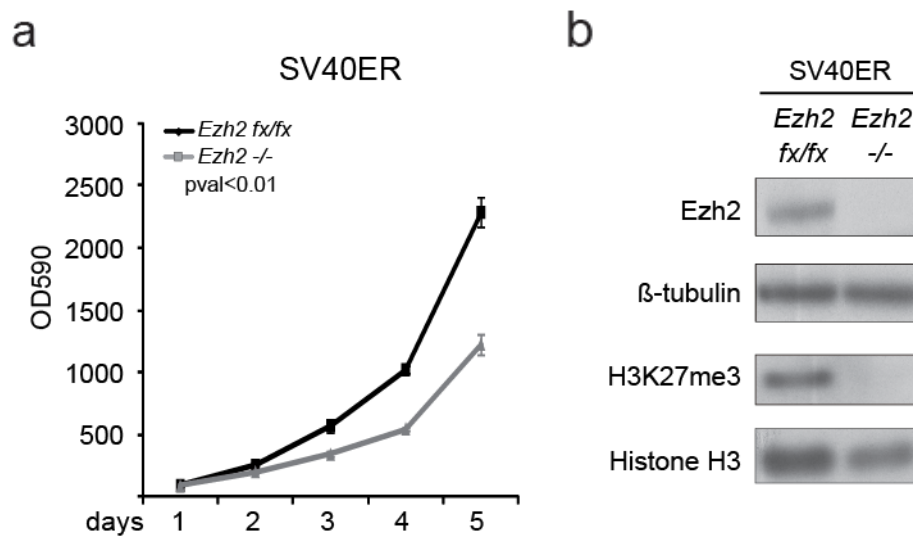 a
SV40ER
Ezh2 fx/fx
Ezh2 -/-
pval<0.01
OD590
3000
2500
2000
1500
1000
500
days 1 2 3 4 5
b
SV40ER
Ezh2 Ezh2
fx/fx -/-
Ezh2
ß-tubulin
H3K27me3
Histone H3